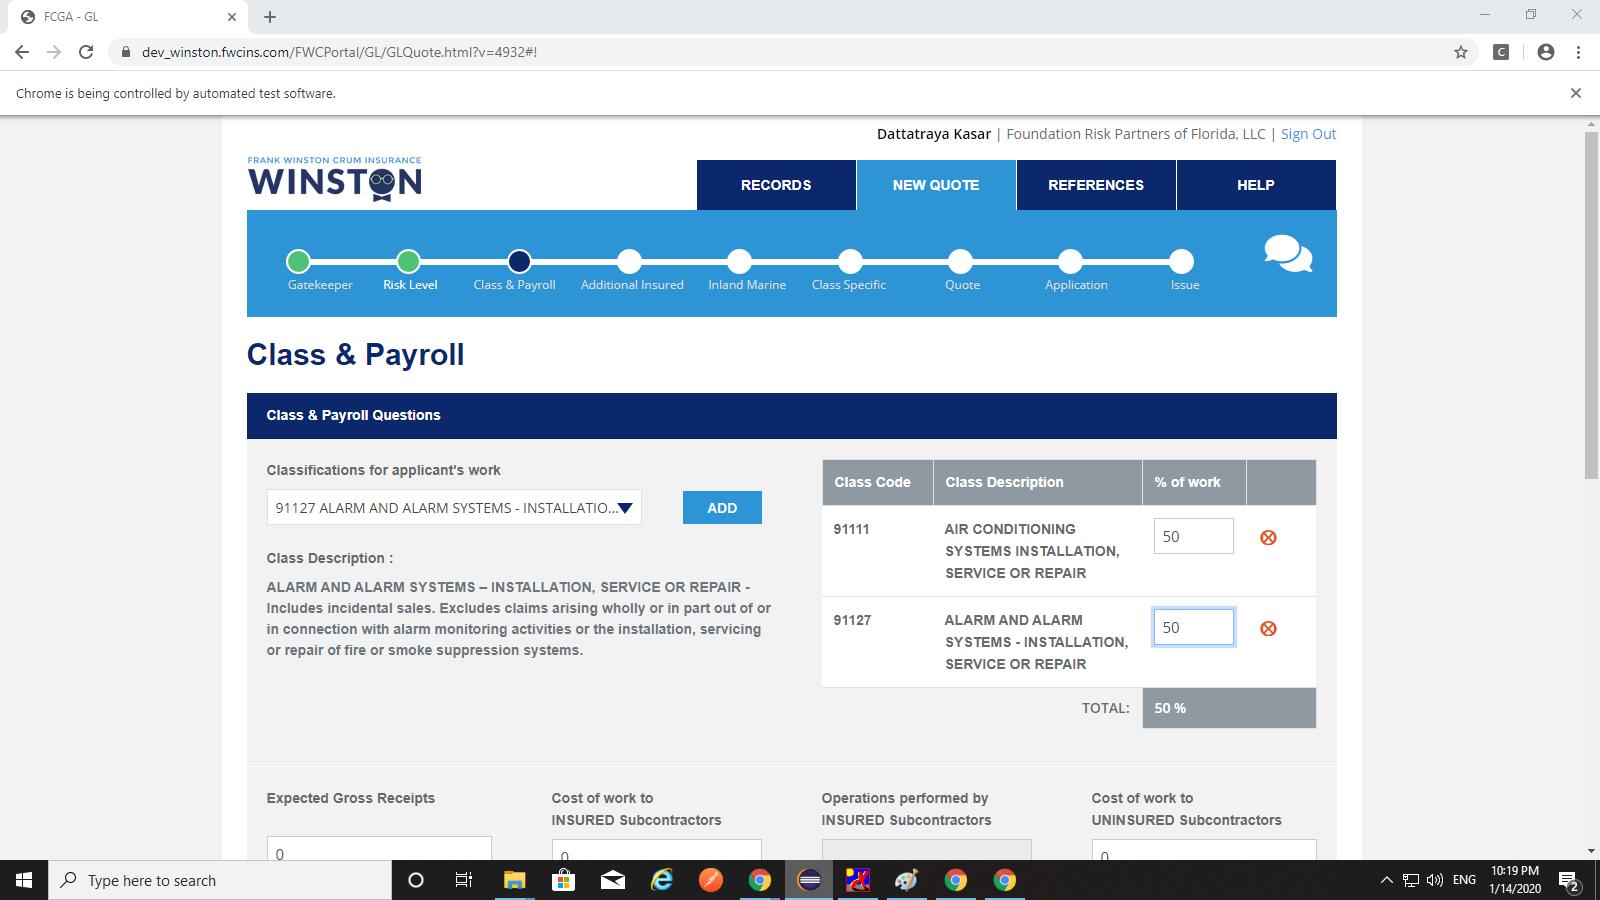 FCGA - GL
dev_winston.fwcins.com/FWCPortal/GL/GLQuote.html?v=4932#!
C
Chrome is being controlled by automated test software.
Dattatraya Kasar | Foundation Risk Partners of Florida, LLC | Sign Out
FRANK WINSTON CRUM INSURANCE
WINSTON
RECORDS
NEW QUOTE
REFERENCES
HELP
Gatekeeper
Risk Level
Class & Payroll
Additional Insured
Inland Marine
Class Specific
Quote
Application
Issue
Class & Payroll
Class & Payroll Questions
Classifications for applicant's work
91127 ALARM AND ALARM SYSTEMS - INSTALLATIO...
ADD
Class Description :
ALARM AND ALARM SYSTEMS – INSTALLATION, SERVICE OR REPAIR -
Includes incidental sales. Excludes claims arising wholly or in part out of or
in connection with alarm monitoring activities or the installation, servicing
or repair of fire or smoke suppression systems.
Class Code
Class Description
% of work
91111
AIR CONDITIONING
SYSTEMS INSTALLATION,
SERVICE OR REPAIR
50
91127
ALARM AND ALARM
SYSTEMS - INSTALLATION,
SERVICE OR REPAIR
50
TOTAL:
50 %
Expected Gross Receipts
0
Cost of work to
INSURED Subcontractors
0
Operations performed by
INSURED Subcontractors
Cost of work to
UNINSURED Subcontractors
0
Type here to search
ENG
10:19 PM
1/14/2020
2